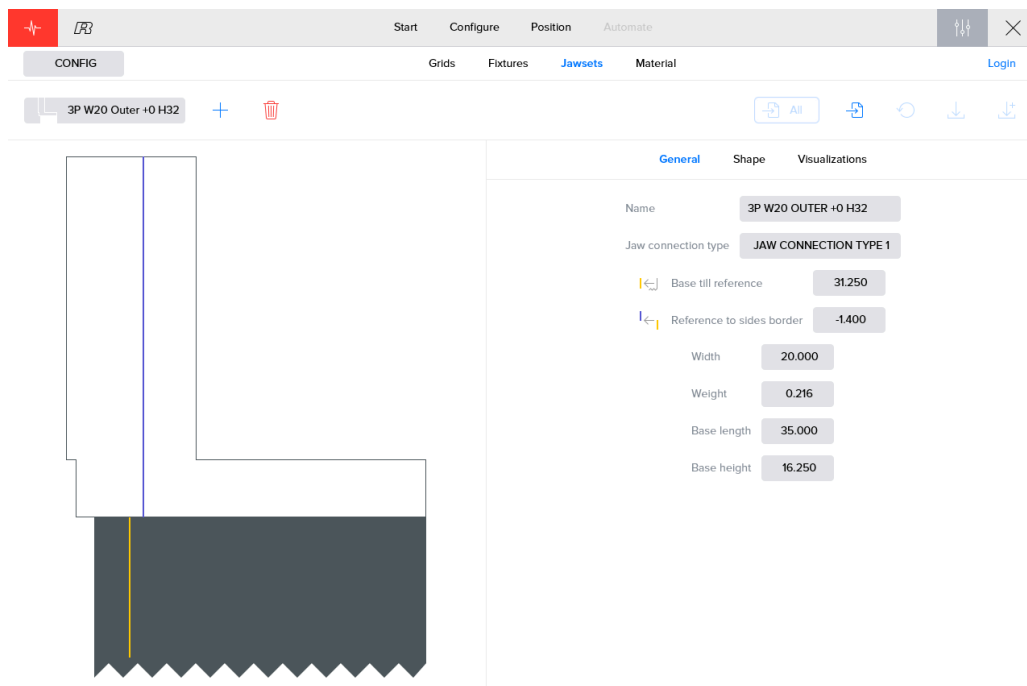 Start Configure Position Automate
CONFIG Grids Fixtures Jawsets Material Login
3P W20 Outer +0 H32 All
General Shape Visualizations
Name 3P W20 OUTER +0 H32
Jaw connection type JAW CONNECTION TYPE 1
Base till reference 31.250
Reference to sides border -1.400
Width 20.000
Weight 0.216
Base length 35.000
Base height 16.250